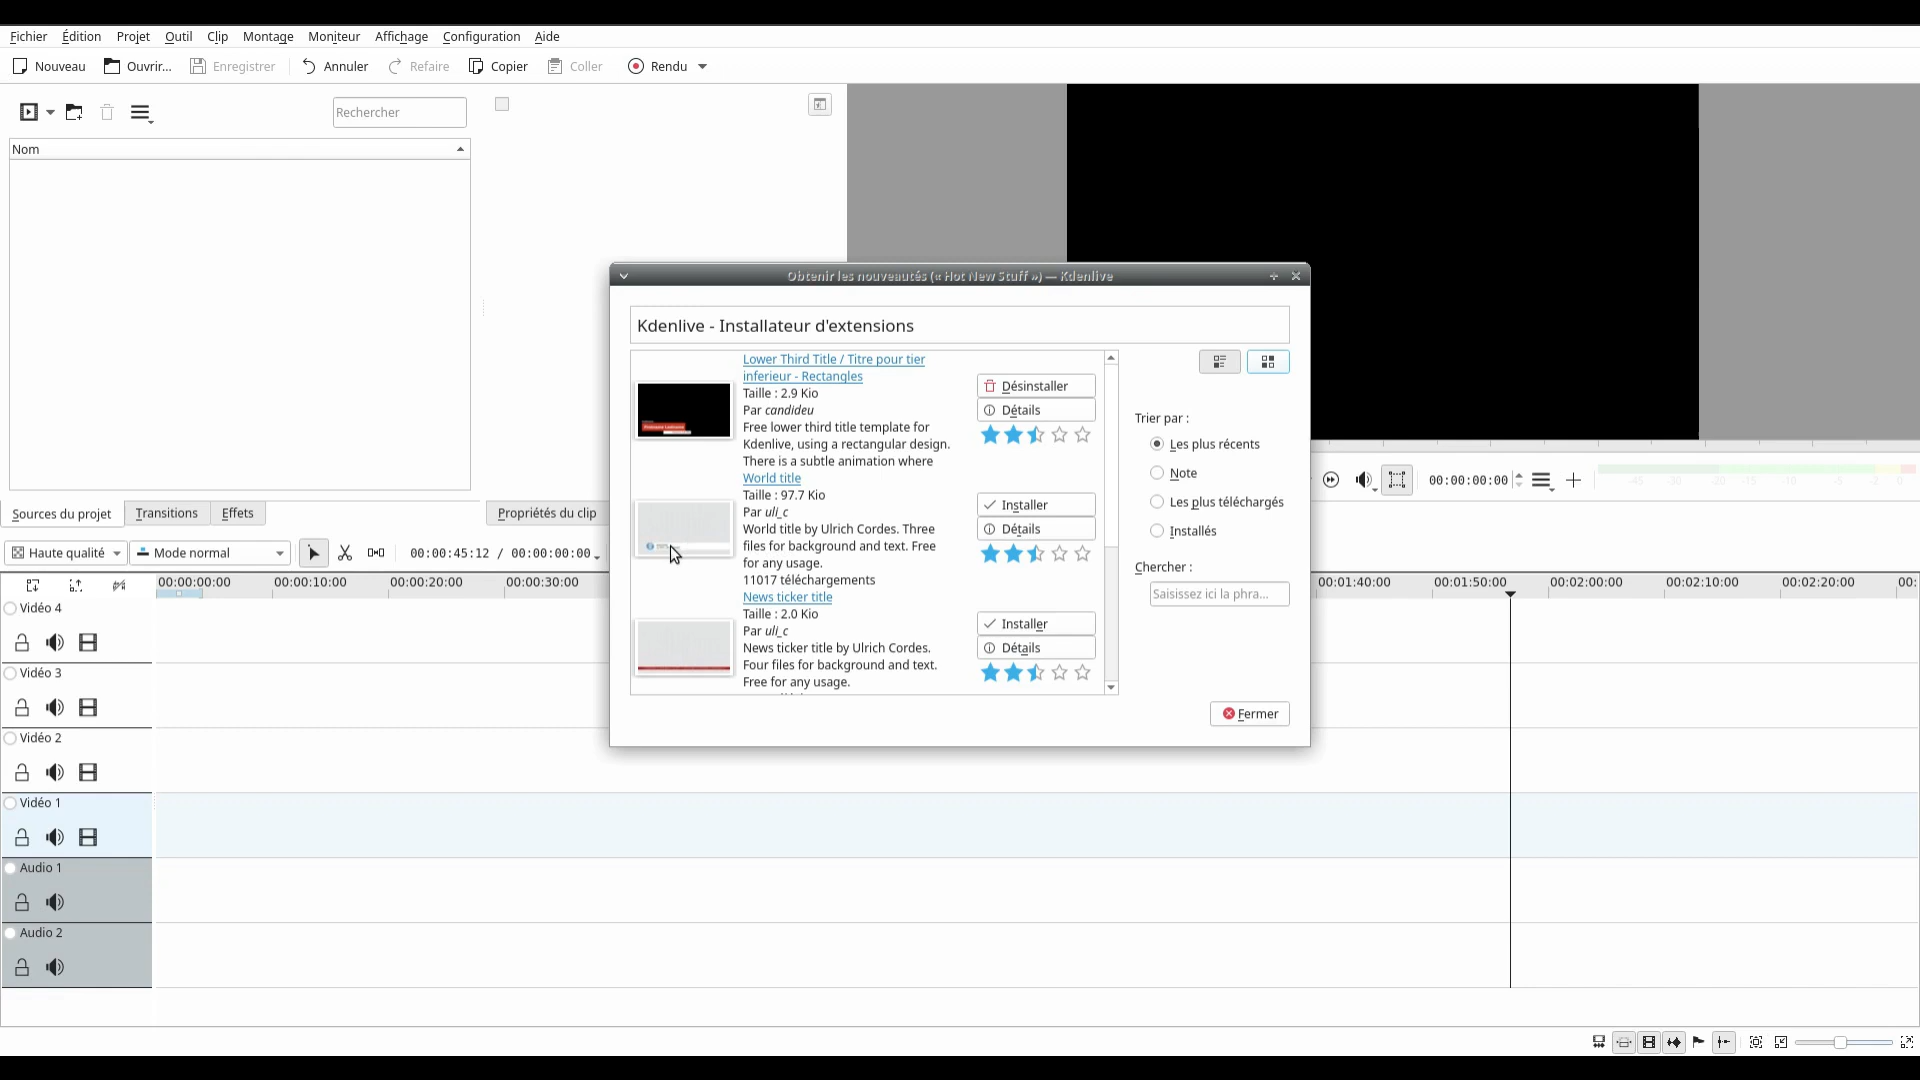 Fichier Édition Projet Outil Clip Montage Moniteur Affichage Configuration Aide
Nouveau Ouvrir... Enregistrer Annuler Refaire Copier Coller Rendu
Rechercher
Nom
Obtenir les nouveautés (« Hot New Stuff ») — Kdenlive
Kdenlive - Installateur d'extensions
Lower Third Title / Titre pour tier
inferieur - Rectangles
Taille : 2.9 Kio
Par candideu
Free lower third title template for
Kdenlive, using a rectangular design.
There is a subtle animation where
Désinstaller
Détails
World title
Taille : 97.7 Kio
Par uli_c
World title by Ulrich Cordes. Three
files for background and text. Free
for any usage.
11017 téléchargements
Installer
Détails
News ticker title
Taille : 2.0 Kio
Par uli_c
News ticker title by Ulrich Cordes.
Four files for background and text.
Free for any usage.
Installer
Détails
Trier par :
Les plus récents
Note
Les plus téléchargés
Installés
Chercher :
Saisissez ici la phra...
Fermer
00:00:00:00
-45 -30 -20 -15 -10 -5 -2 0
Sources du projet Transitions Effets Propriétés du clip
Haute qualité Mode normal 00:00:45:12 / 00:00:00:00
00:00:00:00 00:00:10:00 00:00:20:00 00:00:30:00 00:01:40:00 00:01:50:00 00:02:00:00 00:02:10:00 00:02:20:00 00:
Vidéo 4
Vidéo 3
Vidéo 2
Vidéo 1
Audio 1
Audio 2